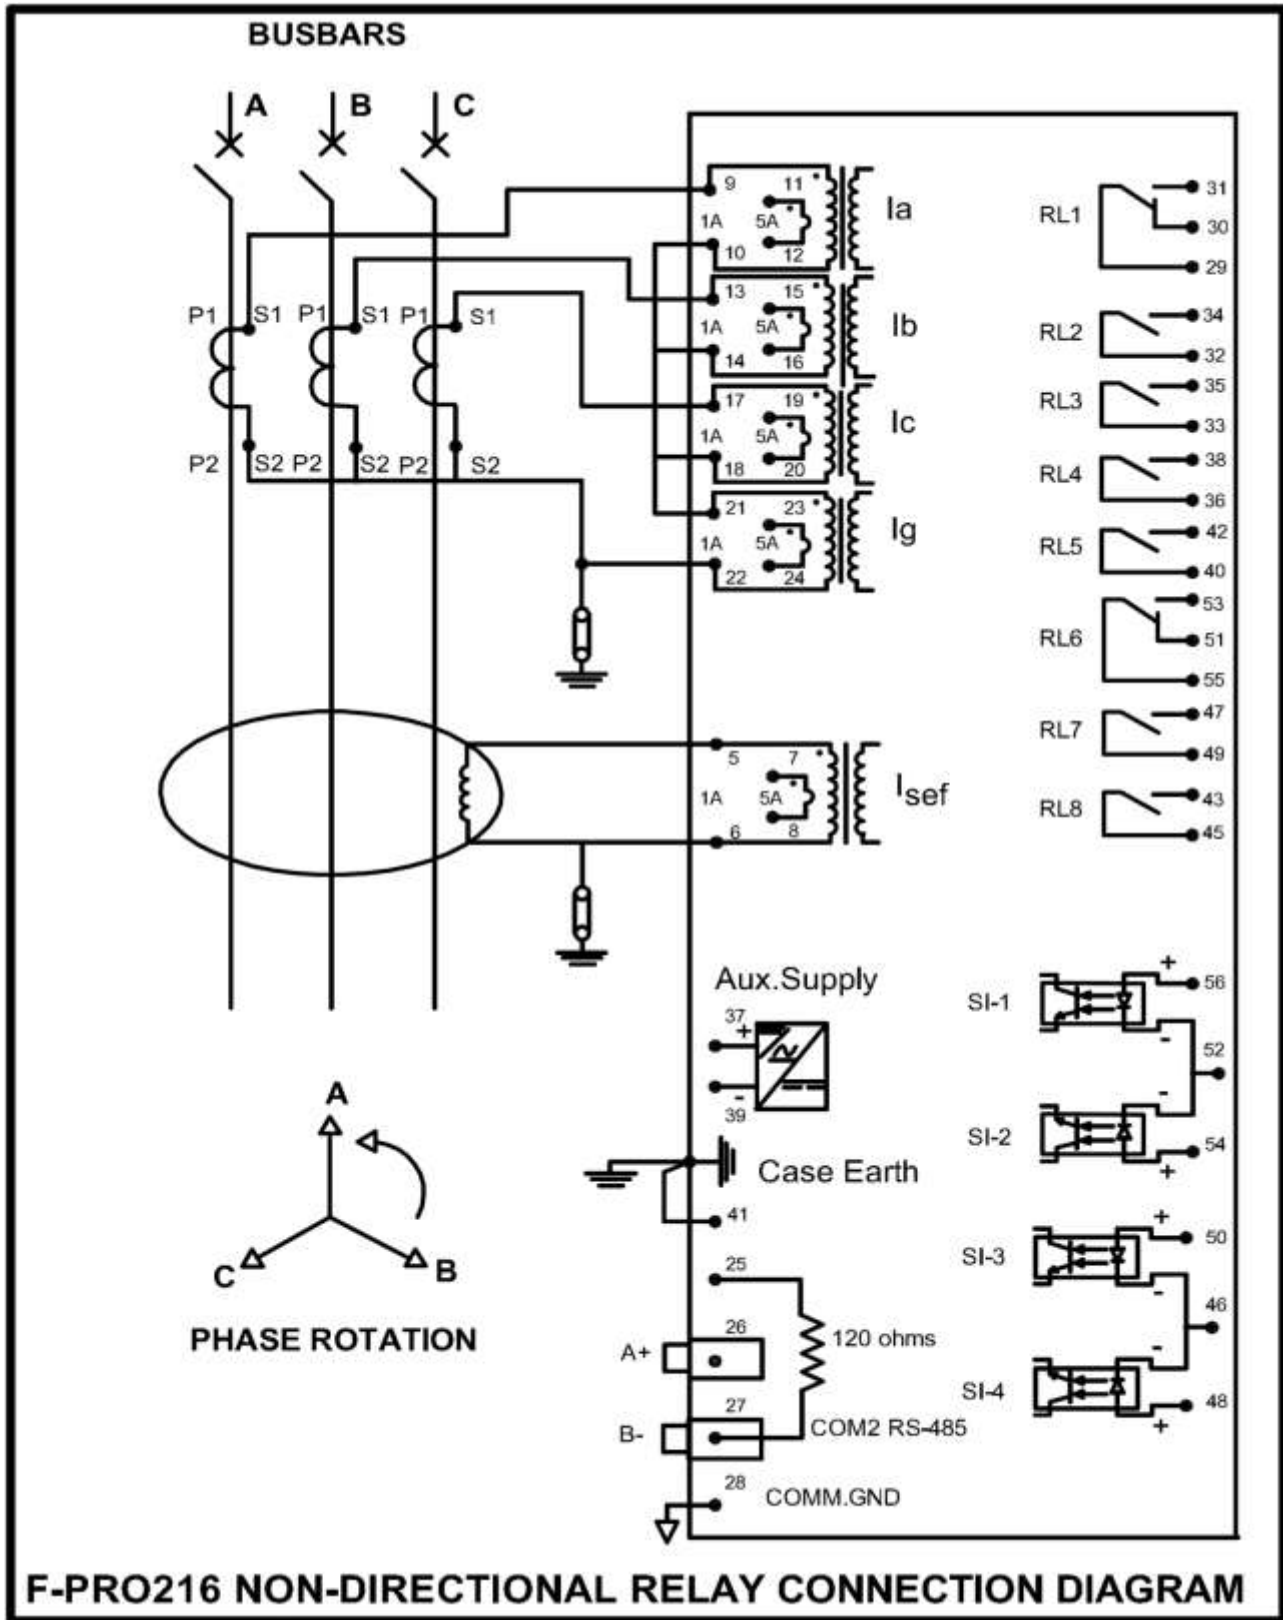 BUSBARS
A B C
P1 S1 P1 S1 P1 S1
P2 S2 P2 S2 P2 S2
9 11
1A 5A
10 12
Ia
13 15
1A 5A
14 16
Ib
17 19
1A 5A
18 20
Ic
21 23
1A 5A
22 24
Ig
5 7
1A 5A
6 8
Isef
RL1
31
30
29
RL2
34
32
RL3
35
33
RL4
38
36
RL5
42
40
RL6
53
51
55
RL7
47
49
RL8
43
45
Aux.Supply
37
+
-
39
Case Earth
41
25
26
A+
120 ohms
27
B-
COM2 RS-485
28
COMM.GND
SI-1
+
56
-
52
-
SI-2
54
+
SI-3
+
50
-
46
-
SI-4
48
+
A
C
B
PHASE ROTATION
F-PRO216 NON-DIRECTIONAL RELAY CONNECTION DIAGRAM